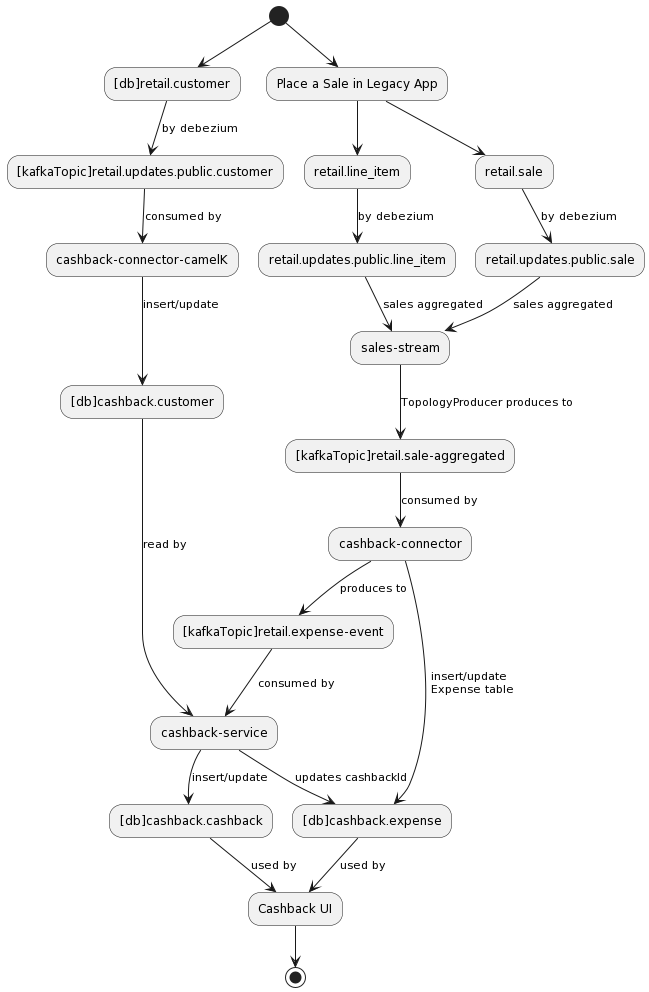 [db]retail.customer
Place a Sale in Legacy App
by debezium
[kafkaTopic]retail.updates.public.customer
retail.line_item
retail.sale
consumed by
by debezium
by debezium
cashback-connector-camelK
retail.updates.public.line_item
retail.updates.public.sale
insert/update
sales aggregated
sales aggregated
sales-stream
[db]cashback.customer
TopologyProducer produces to
[kafkaTopic]retail.sale-aggregated
consumed by
read by
cashback-connector
produces to
[kafkaTopic]retail.expense-event
consumed by
insert/update
Expense table
cashback-service
insert/update
updates cashbackId
[db]cashback.cashback
[db]cashback.expense
used by
used by
Cashback UI